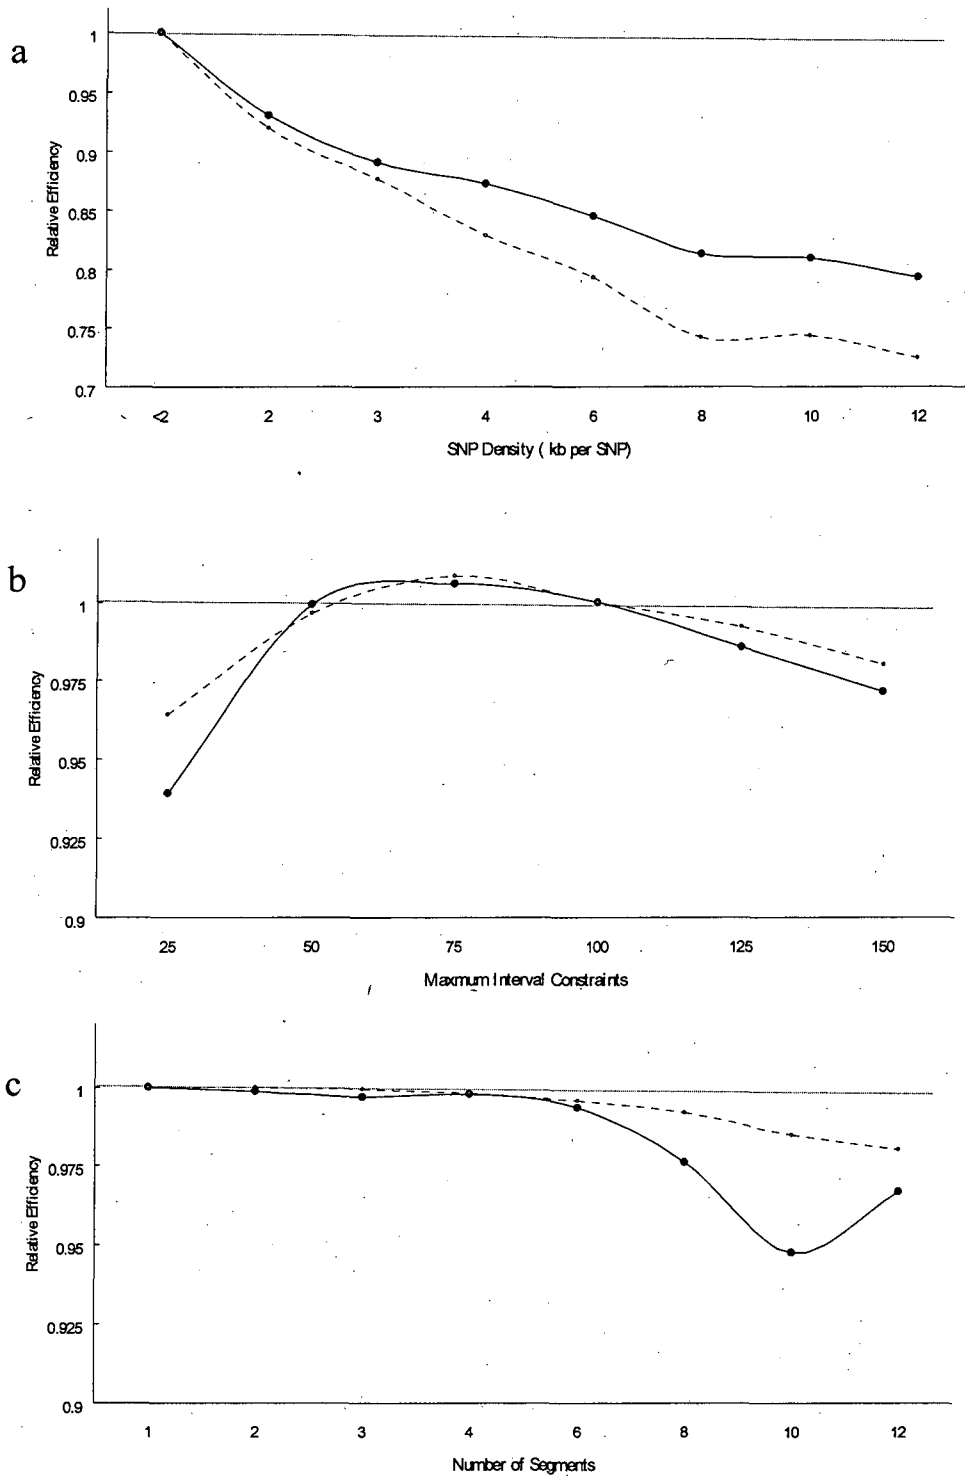 a
1
0.95
0.9
0.85
0.8
0.75
0.7
Relative Efficiency
<2 2 3 4 6 8 10 12
SNP Density ( kb per SNP)
b
1
0.975
0.95
0.925
0.9
Relative Efficiency
25 50 75 100 125 150
Maxmum Interval Constraints
c
1
0.975
0.95
0.925
0.9
Relative Efficiency
1 2 3 4 6 8 10 12
Number of Segments